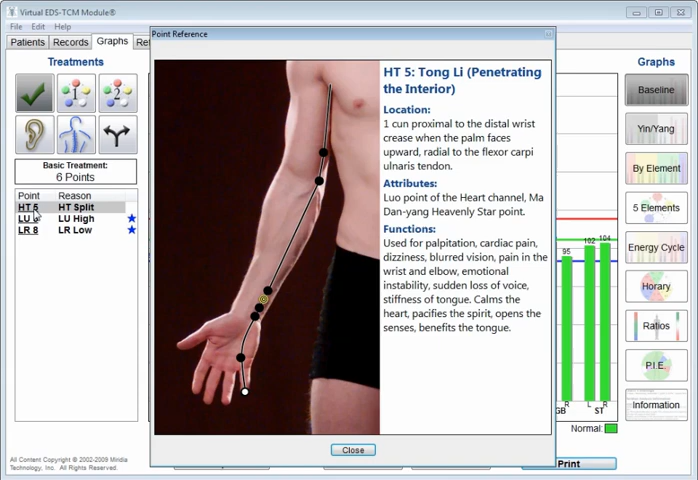 Virtual EDS-TCM Module®
File Edit Help
Patients Records Graphs
Treatments
1
2
Basic Treatment:
6 Points
Point Reason
HT 5 HT Split
LU LU High
LR 8 LR Low
All Content Copyright © 2002-2009 Miridia
Technology, Inc. All Rights Reserved.
Point Reference
HT 5: Tong Li (Penetrating
the Interior)
Location:
1 cun proximal to the distal wrist
crease when the palm faces
upward, radial to the flexor carpi
ulnaris tendon.
Attributes:
Luo point of the Heart channel, Ma
Dan-yang Heavenly Star point.
Functions:
Used for palpitation, cardiac pain,
dizziness, blurred vision, pain in the
wrist and elbow, emotional
instability, sudden loss of voice,
stiffness of tongue. Calms the
heart, pacifies the spirit, opens the
senses, benefits the tongue.
Close
95
102
104
R L R
GB ST
Normal:
Print
Graphs
Baseline
Yin/Yang
By Element
5 Elements
Energy Cycle
Horary
Ratios
P.I.E.
Information